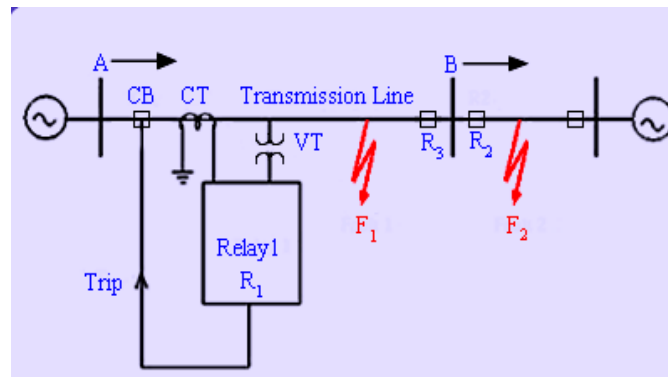 A
B
CB
CT
Transmission Line
VT
R3
R2
F1
F2
Relay1
R1
Trip